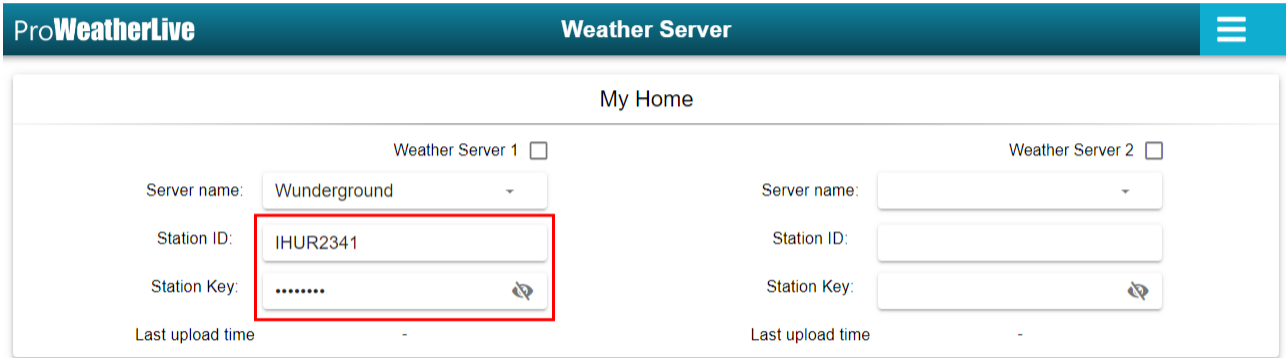 ProWeatherLive
Weather Server
My Home
Weather Server 1
Server name: Wunderground
Station ID: IHUR2341
Station Key: ••••••••
Last upload time -
Weather Server 2
Server name:
Station ID:
Station Key:
Last upload time -